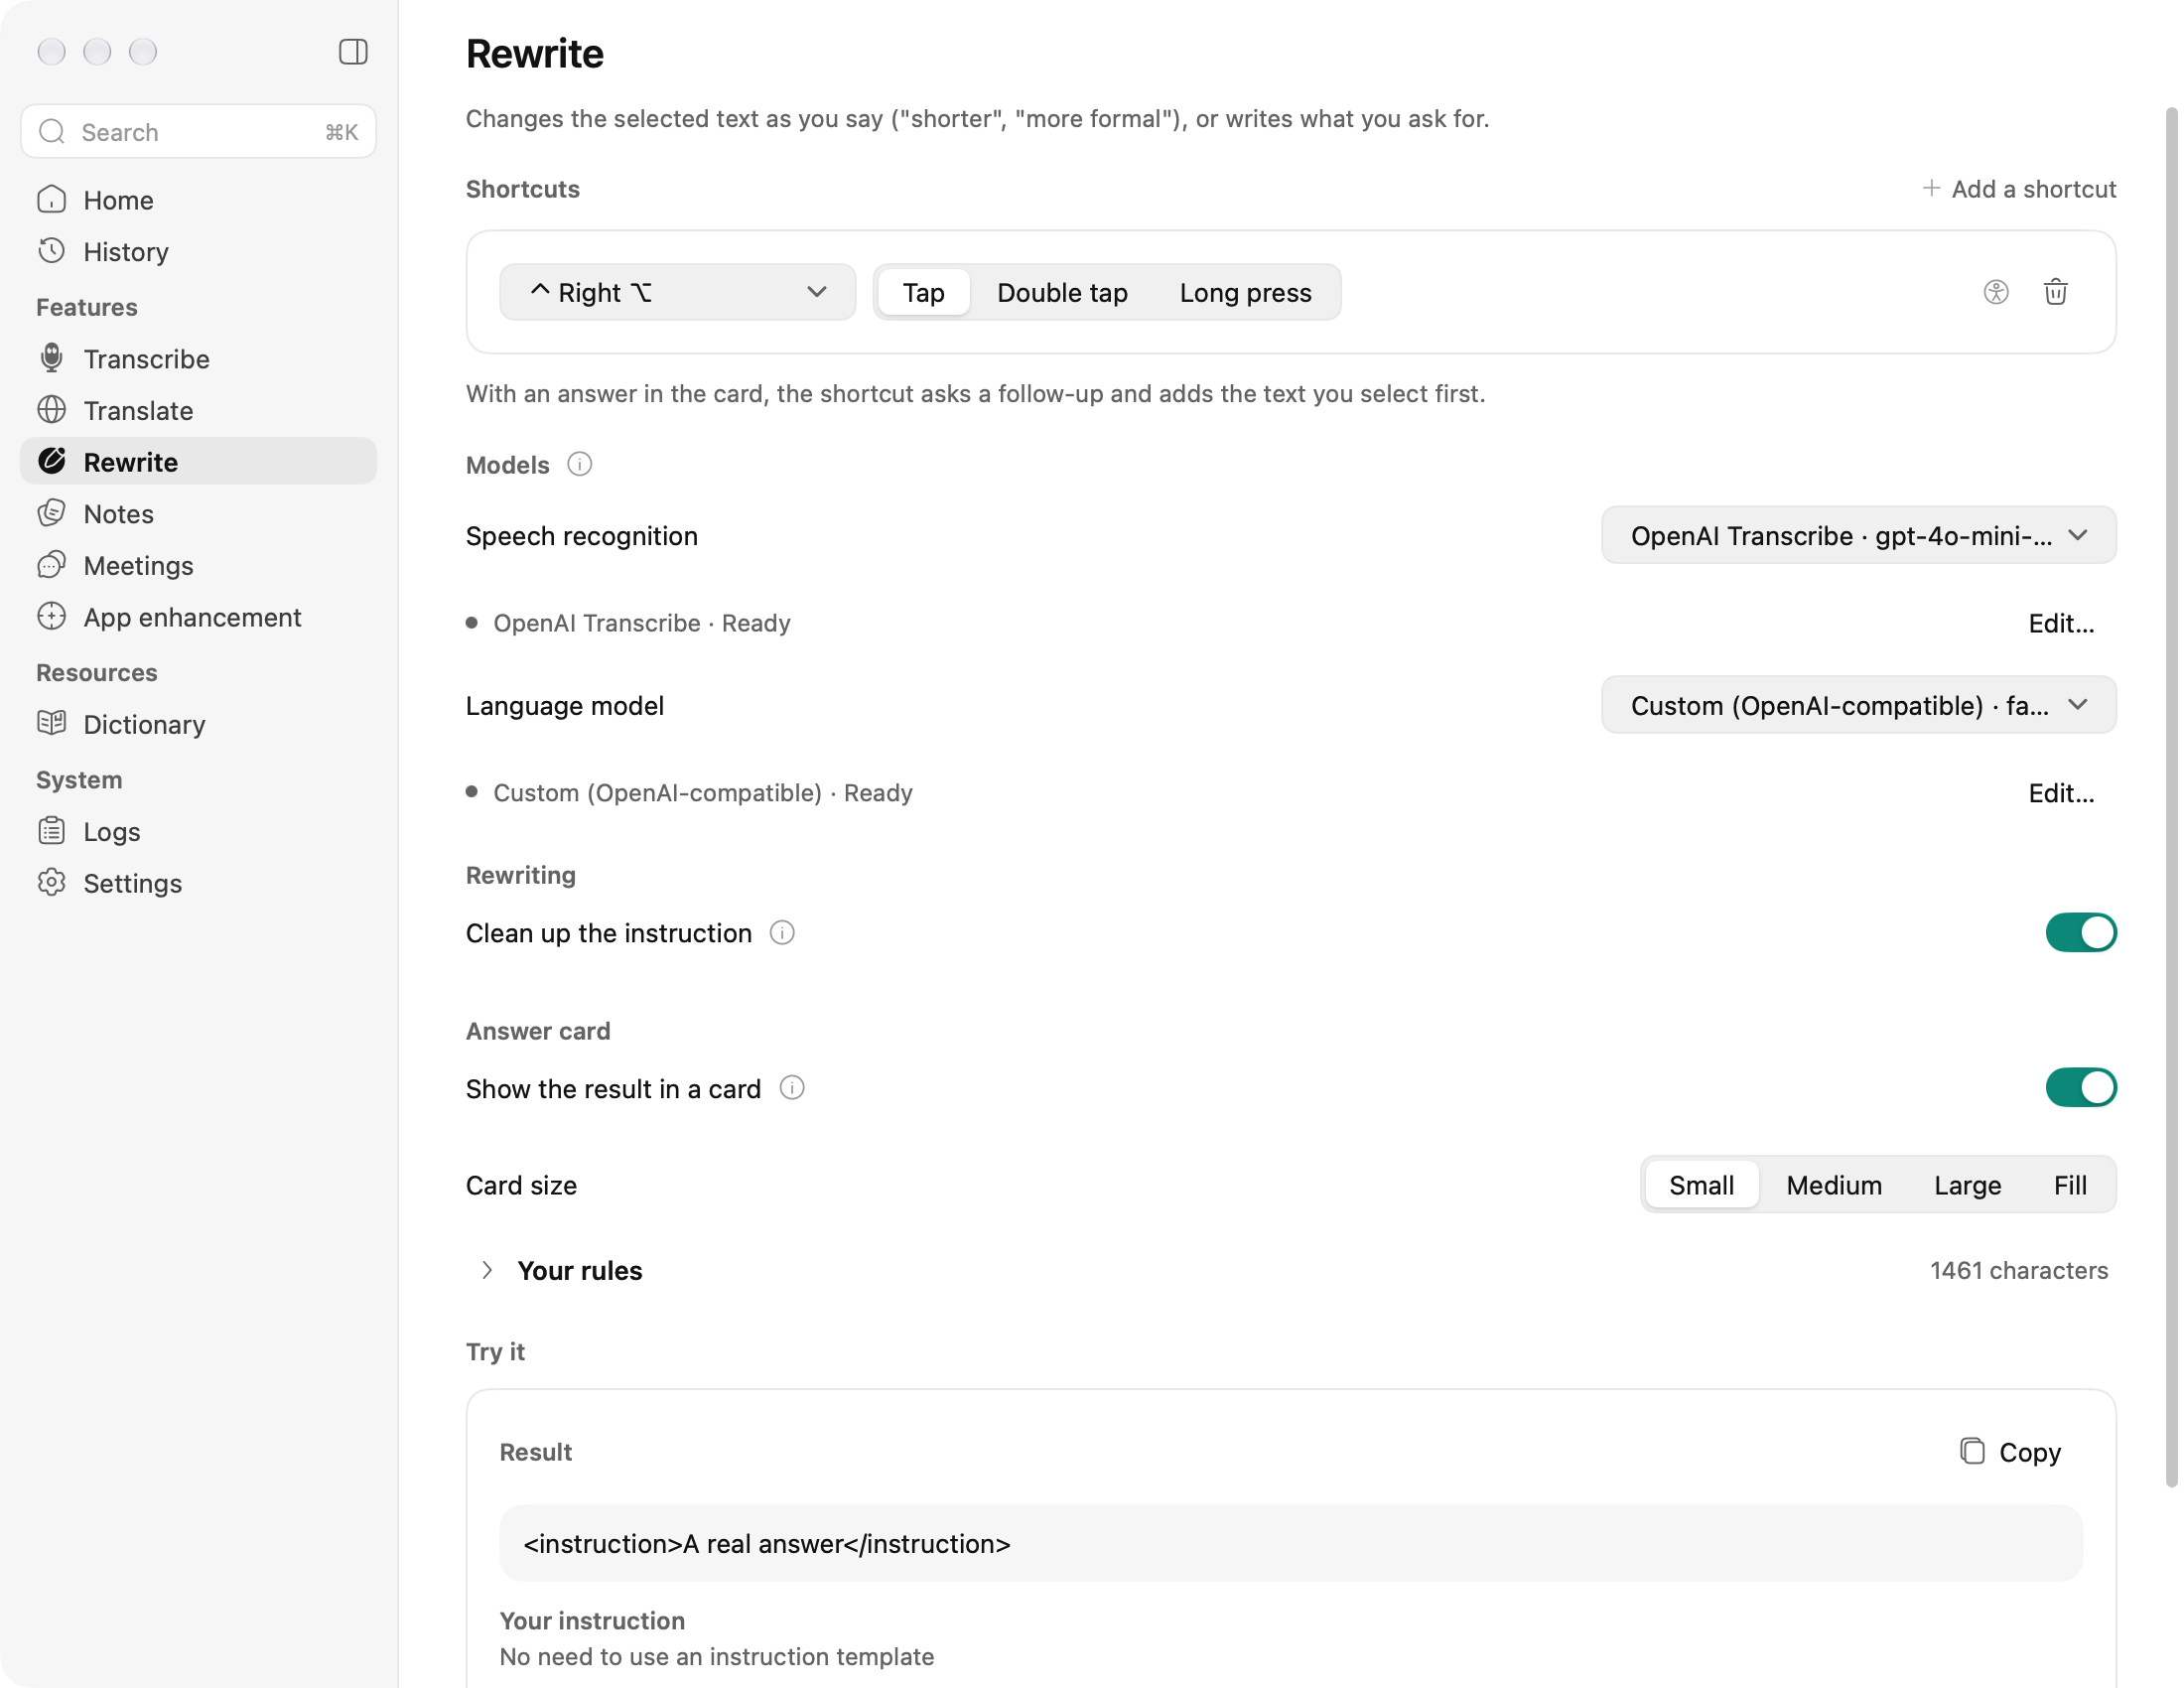 Search ⌘K
Home
History
Features
Transcribe
Translate
Rewrite
Notes
Meetings
App enhancement
Resources
Dictionary
System
Logs
Settings
Rewrite
Changes the selected text as you say ("shorter", "more formal"), or writes what you ask for.
Shortcuts
Add a shortcut
^ Right ⌥
Tap Double tap Long press
With an answer in the card, the shortcut asks a follow-up and adds the text you select first.
Models
Speech recognition
OpenAI Transcribe · gpt-4o-mini-...
OpenAI Transcribe · Ready
Edit...
Language model
Custom (OpenAI-compatible) · fa...
Custom (OpenAI-compatible) · Ready
Edit...
Rewriting
Clean up the instruction
Answer card
Show the result in a card
Card size
Small Medium Large Fill
Your rules
1461 characters
Try it
Result
Copy
<instruction>A real answer</instruction>
Your instruction
No need to use an instruction template